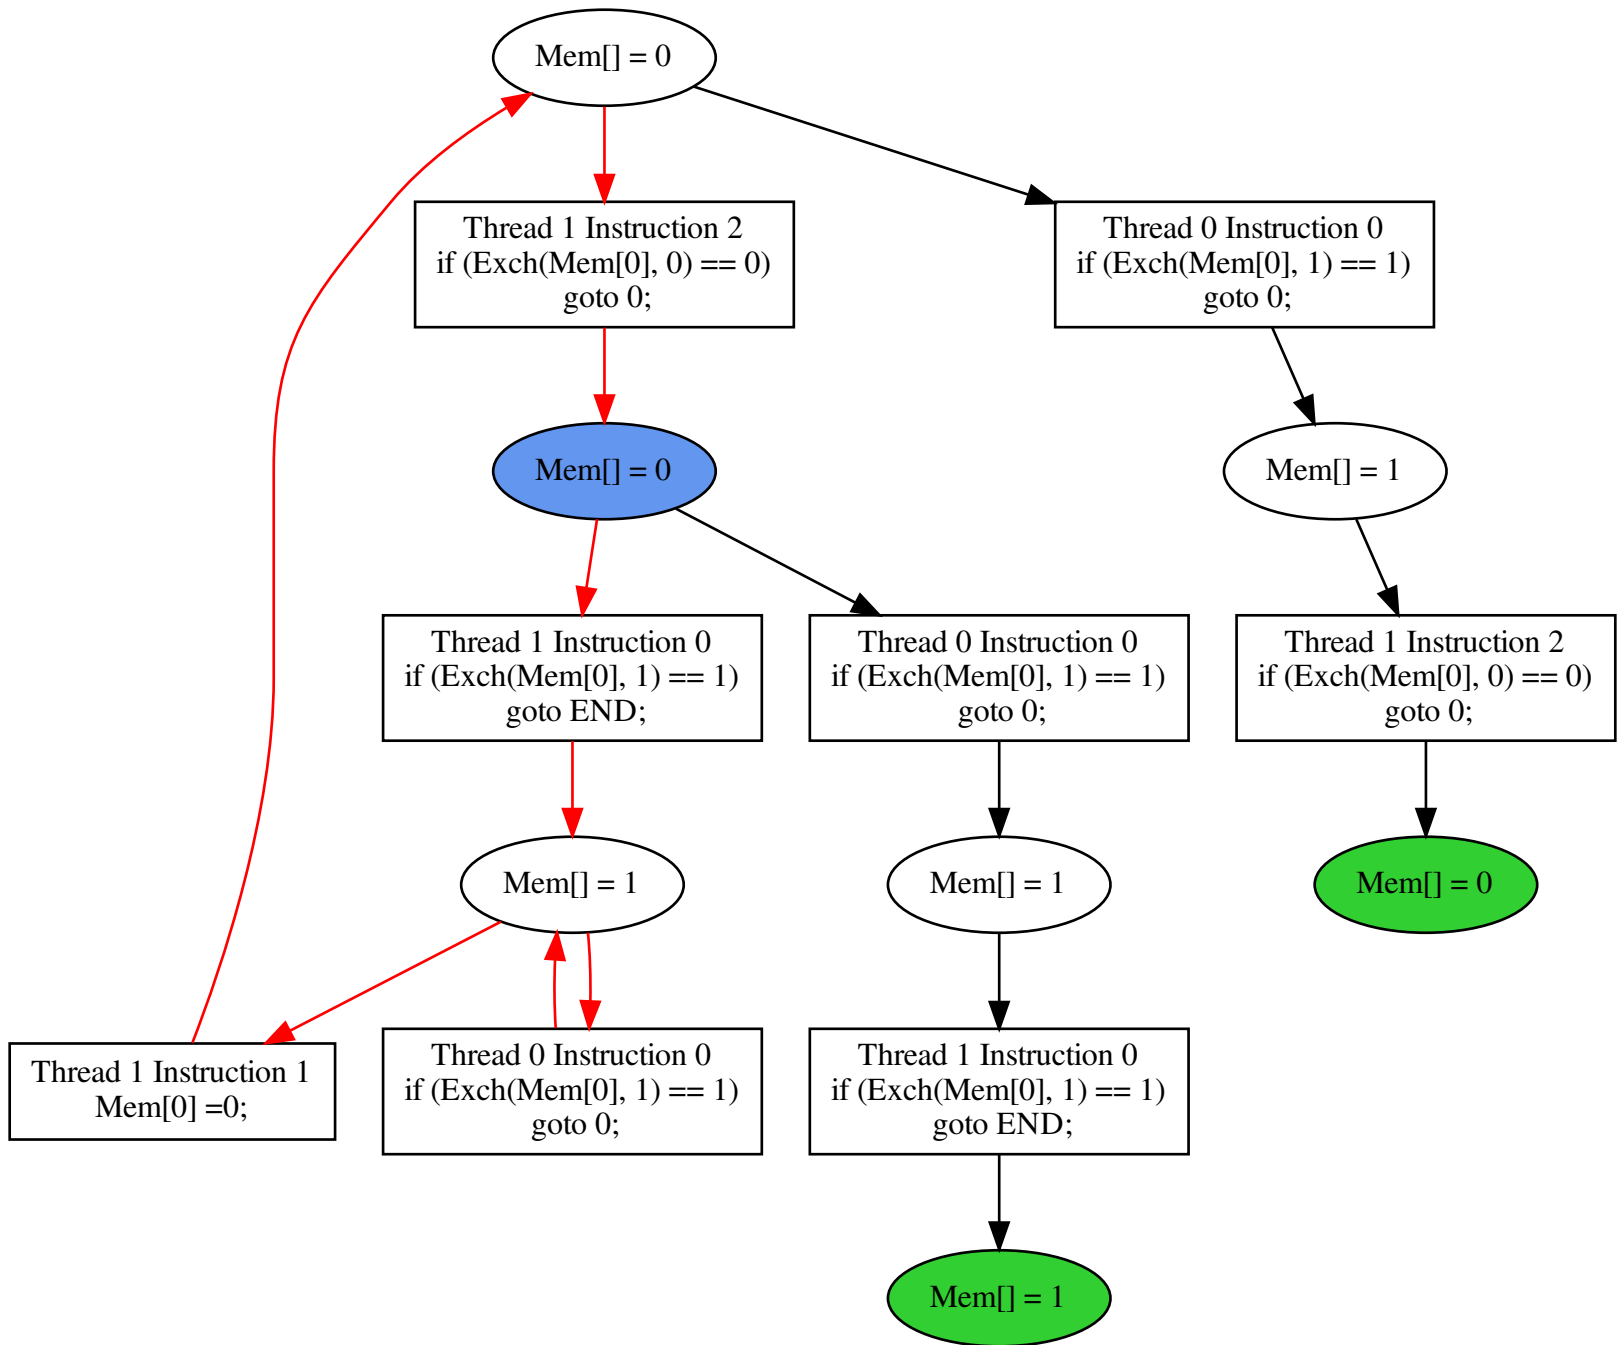 Mem[] = 0
Thread 1 Instruction 2
if (Exch(Mem[0], 0) == 0)
goto 0;
Thread 0 Instruction 0
if (Exch(Mem[0], 1) == 1)
goto 0;
Mem[] = 0
Mem[] = 1
Thread 1 Instruction 0
if (Exch(Mem[0], 1) == 1)
goto END;
Thread 0 Instruction 0
if (Exch(Mem[0], 1) == 1)
goto 0;
Thread 1 Instruction 2
if (Exch(Mem[0], 0) == 0)
goto 0;
Mem[] = 1
Mem[] = 1
Mem[] = 0
Thread 1 Instruction 1
Mem[0] =0;
Thread 0 Instruction 0
if (Exch(Mem[0], 1) == 1)
goto 0;
Thread 1 Instruction 0
if (Exch(Mem[0], 1) == 1)
goto END;
Mem[] = 1